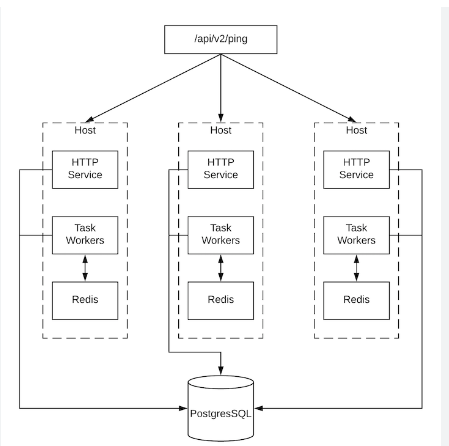 /api/v2/ping
Host
Host
Host
HTTP
Service
HTTP
Service
HTTP
Service
Task
Workers
Task
Workers
Task
Workers
Redis
Redis
Redis
PostgresSQL